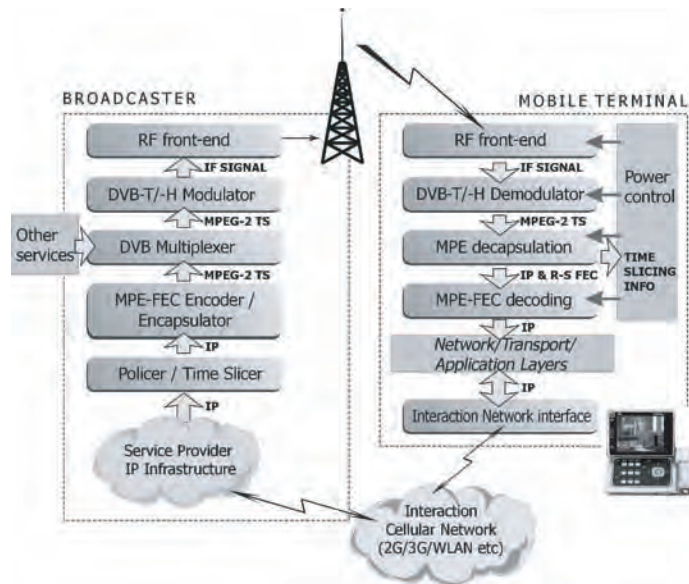 BROADCASTER
RF front-end
IF SIGNAL
DVB-T/-H Modulator
MPEG-2 TS
Other
services
DVB Multiplexer
MPEG-2 TS
MPE-FEC Encoder /
Encapsulator
IP
Policer / Time Slicer
IP
Service Provider
IP Infrastructure
MOBILE TERMINAL
RF front-end
IF SIGNAL
DVB-T/-H Demodulator
MPEG-2 TS
MPE decapsulation
IP & R-S FEC
MPE-FEC decoding
IP
Network/Transport/
Application Layers
IP
Interaction Network interface
Power
control
TIME
SLICING
INFO
Interaction
Cellular Network
(2G/3G/WLAN etc)